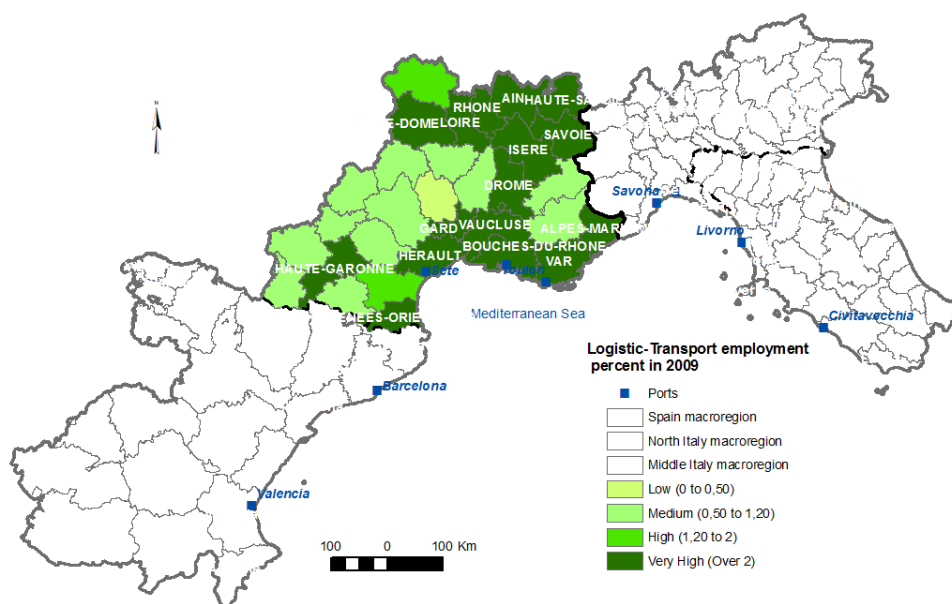 N
AIN
HAUTE-SA
RHONE
E-DOME
LOIRE
SAVOIE
ISERE
DROME
GARD
VAUCLUSE
ALPES-MAR
BOUCHES-DU-RHONE
HERAULT
VAR
HAUTE-GARONNE
ENEES-ORIE
Savona
Livorno
Sete
Toulon
Mediterranean Sea
Civitavecchia
Barcelona
Valencia
Logistic-Transport employment
percent in 2009
Ports
Spain macroregion
North Italy macroregion
Middle Italy macroregion
Low (0 to 0,50)
Medium (0,50 to 1,20)
High (1,20 to 2)
Very High (Over 2)
100 0 100 Km